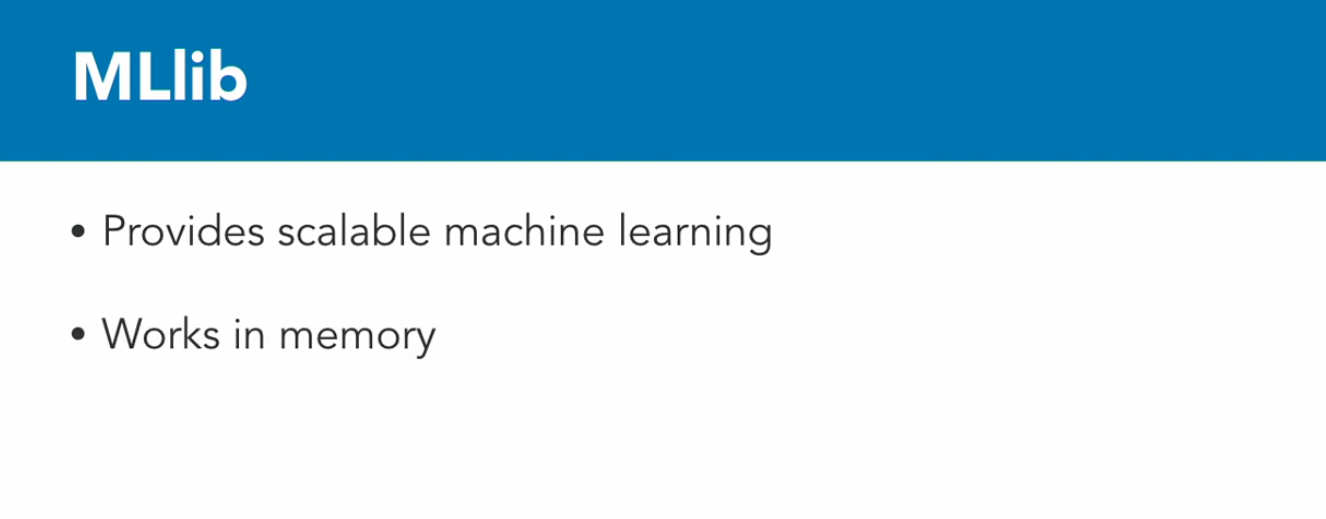 MLlib
• Provides scalable machine learning
• Works in memory